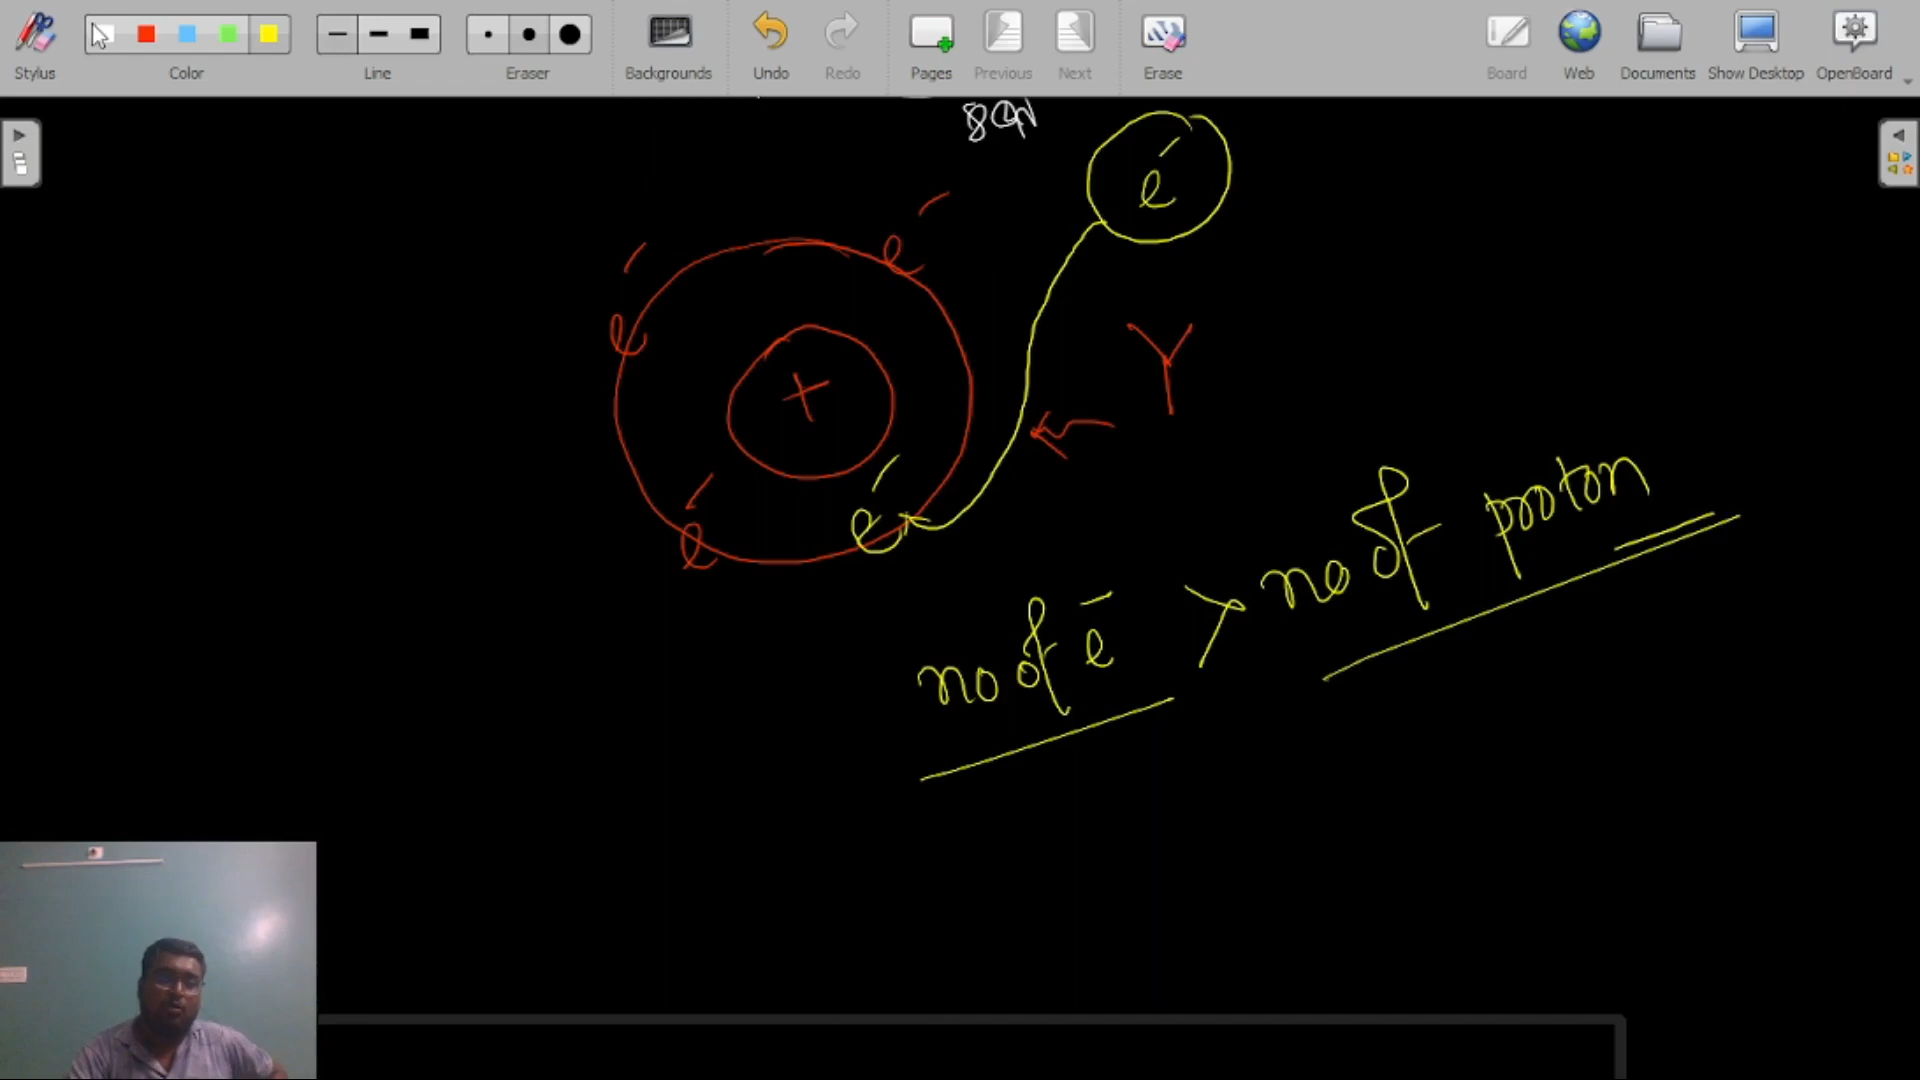 Stylus Color Line Eraser Backgrounds Undo Redo Pages Previous Next Erase Board Web Documents Show Desktop OpenBoard
e⁻
e⁻
e⁻
+
Y
e⁻
e⁻
no of e⁻ > no of proton